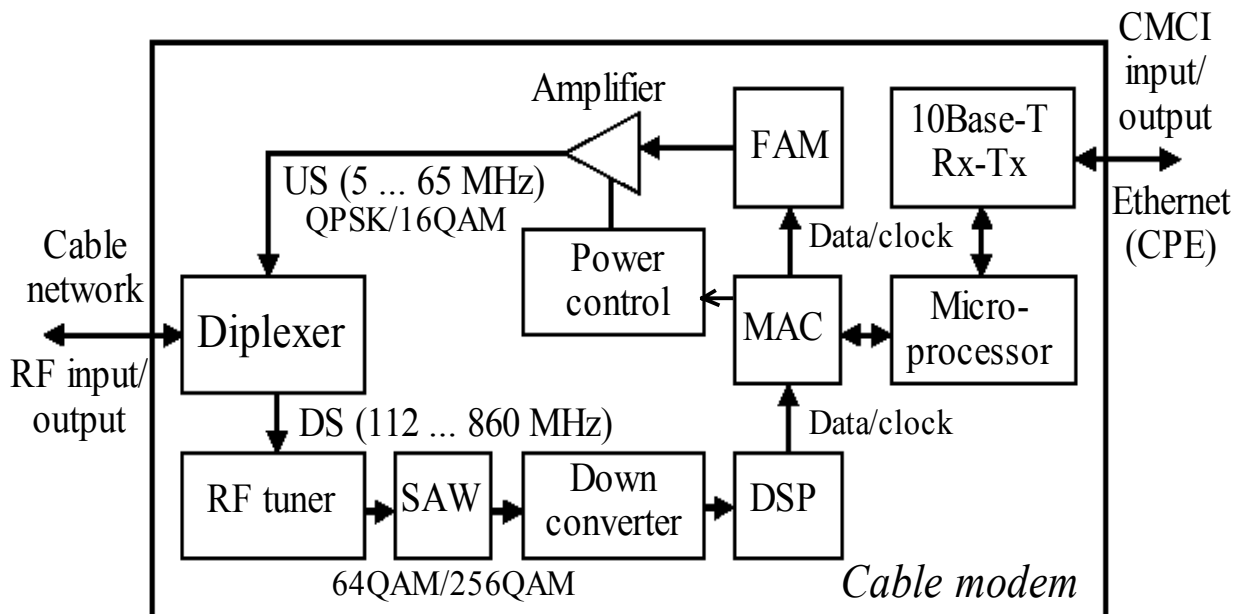 CMCI
input/
output
Amplifier
10Base-T
Rx-Tx
FAM
US (5 ... 65 MHz)
QPSK/16QAM
Ethernet
(CPE)
Data/clock
Cable
network
Power
control
Diplexer
MAC
Micro-
processor
RF input/
output
DS (112 ... 860 MHz)
Data/clock
RF tuner
SAW
Down
converter
DSP
64QAM/256QAM
Cable modem